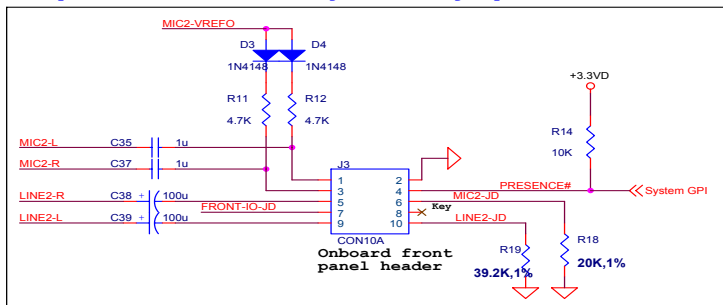 MIC2-VREFO
D3 D4
1N4148 1N4148
+3.3VD
R11 R12
4.7K 4.7K
R14
10K
MIC2-L C35 1u
J3
MIC2-R C37 1u
1 2
3 4 PRESENCE# System GPI
LINE2-R C38 + 100u 5 6 MIC2-JD
FRONT-IO-JD 7 8 Key
LINE2-L C39 + 100u 9 10 LINE2-JD
CON10A
Onboard front
panel header
R19 R18
39.2K,1% 20K,1%